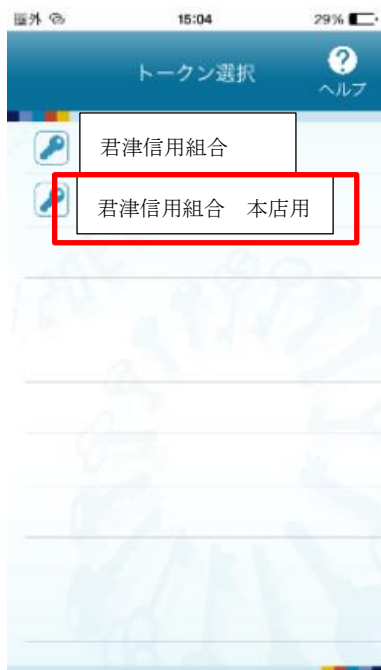 圏外 15:04 29%
トークン選択
?
ヘルプ
君津信用組合
君津信用組合 本店用